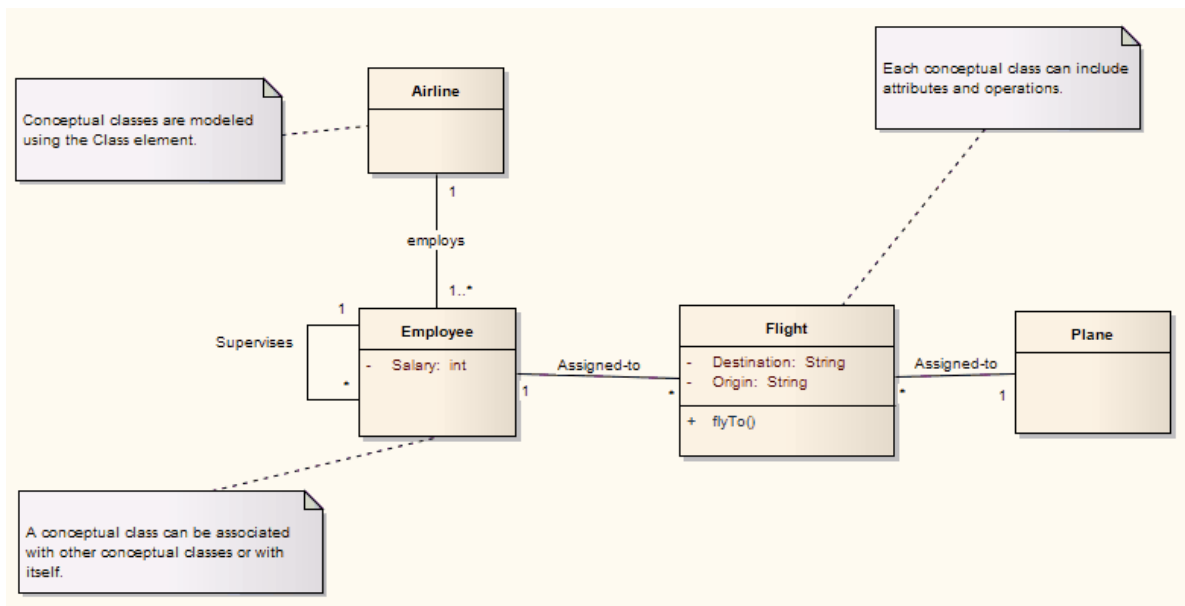 Each conceptual class can include
attributes and operations.
Airline
Conceptual classes are modeled
using the Class element.
1
employs
1..*
1
Supervises
*
Employee
- Salary: int
1
Assigned-to
*
Flight
- Destination: String
- Origin: String
+ flyTo()
Assigned-to
*
1
Plane
A conceptual class can be associated
with other conceptual classes or with
itself.